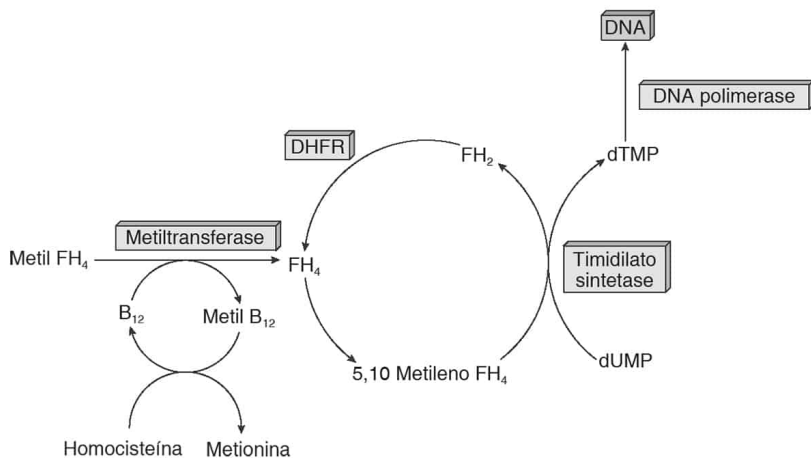 DNA
DNA polimerase
DHFR
FH₂
dTMP
Metiltransferase
Metil FH₄
FH₄
Timidilato
sintetase
B₁₂
Metil B₁₂
5,10 Metileno FH₄
dUMP
Homocisteína
Metionina